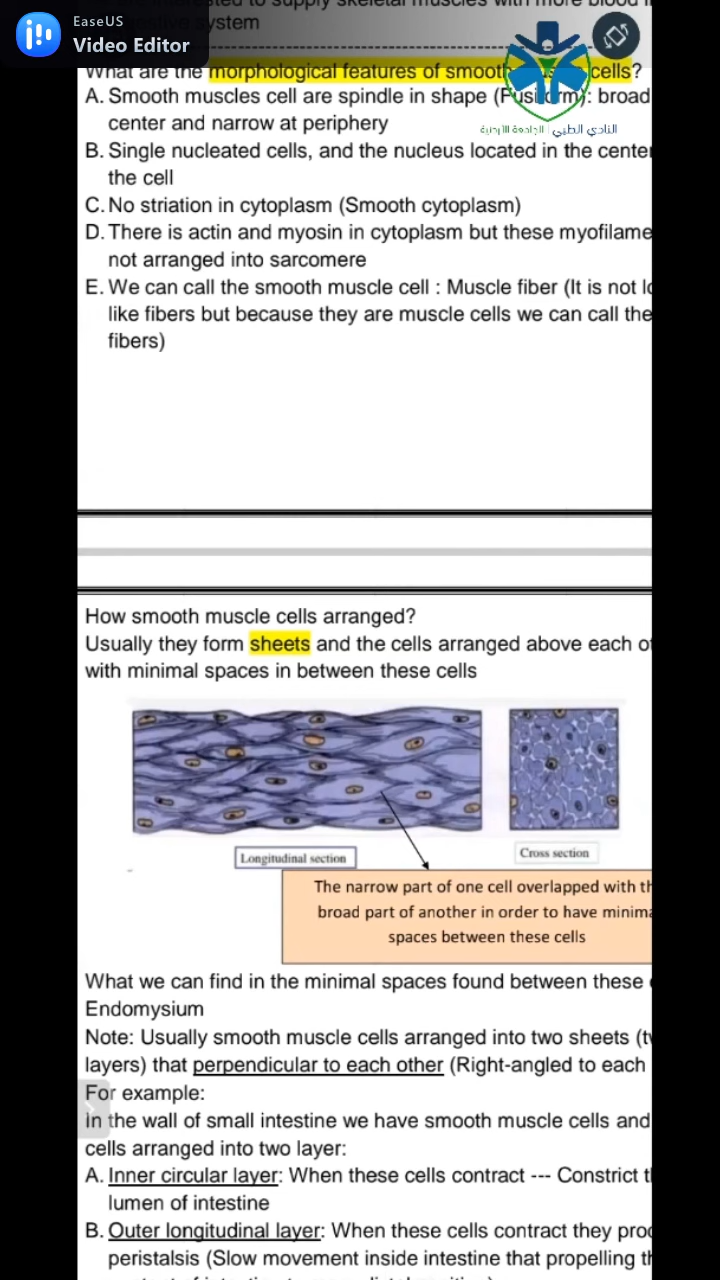 EaseUS
Video Editor
to supply skeletal muscles with more blood
system
What are the morphological features of smooth cells?
A. Smooth muscles cell are spindle in shape (Fusiform): broad
center and narrow at periphery
النادي الطبي الجامعة الأردنية
B. Single nucleated cells, and the nucleus located in the center
the cell
C. No striation in cytoplasm (Smooth cytoplasm)
D. There is actin and myosin in cytoplasm but these myofilame
not arranged into sarcomere
E. We can call the smooth muscle cell : Muscle fiber (It is not lo
like fibers but because they are muscle cells we can call the
fibers)
How smooth muscle cells arranged?
Usually they form sheets and the cells arranged above each o
with minimal spaces in between these cells
Longitudinal section
Cross section
The narrow part of one cell overlapped with th
broad part of another in order to have minima
spaces between these cells
What we can find in the minimal spaces found between these
Endomysium
Note: Usually smooth muscle cells arranged into two sheets (tw
layers) that perpendicular to each other (Right-angled to each
For example:
In the wall of small intestine we have smooth muscle cells and
cells arranged into two layer:
A. Inner circular layer: When these cells contract --- Constrict t
lumen of intestine
B. Outer longitudinal layer: When these cells contract they prod
peristalsis (Slow movement inside intestine that propelling th